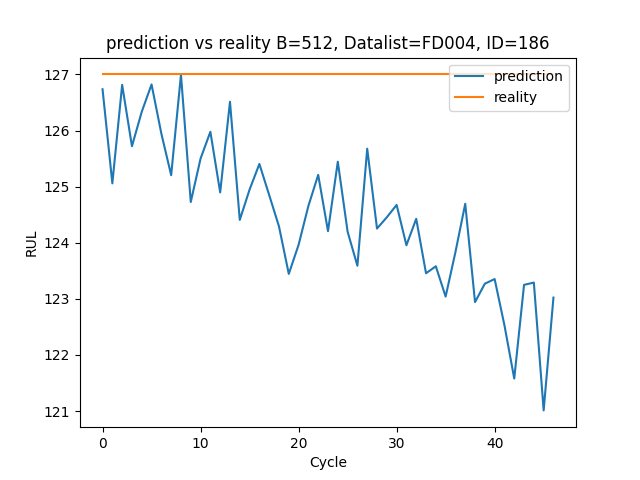 prediction vs reality B=512, Datalist=FD004, ID=186
prediction
reality
127
126
125
124
123
122
121
RUL
0 10 20 30 40
Cycle